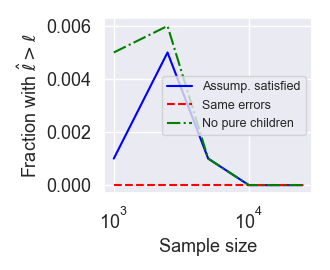 0.006
0.004
0.002
0.000
Fraction with ℓ̂ > ℓ
Assump. satisfied
Same errors
No pure children
10³
10⁴
Sample size